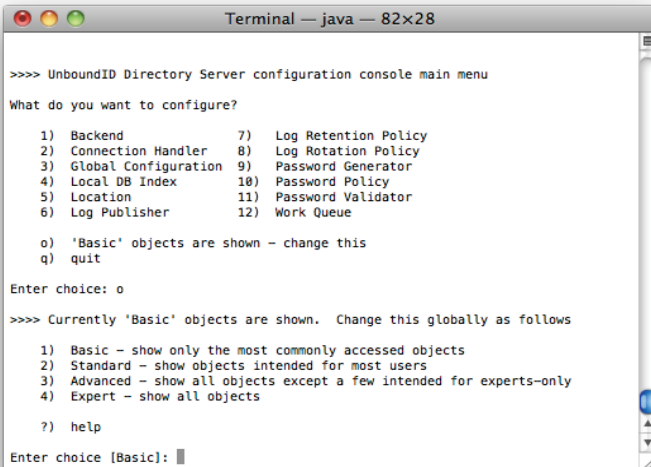 Terminal — java — 82×28
>>>> UnboundID Directory Server configuration console main menu
What do you want to configure?
1)  Backend                7)   Log Retention Policy
2)  Connection Handler     8)   Log Rotation Policy
3)  Global Configuration   9)   Password Generator
4)  Local DB Index         10)  Password Policy
5)  Location               11)  Password Validator
6)  Log Publisher          12)  Work Queue
o)  'Basic' objects are shown - change this
q)  quit
Enter choice: o
>>>> Currently 'Basic' objects are shown.  Change this globally as follows
1)  Basic - show only the most commonly accessed objects
2)  Standard - show objects intended for most users
3)  Advanced - show all objects except a few intended for experts-only
4)  Expert - show all objects
?)  help
Enter choice [Basic]: